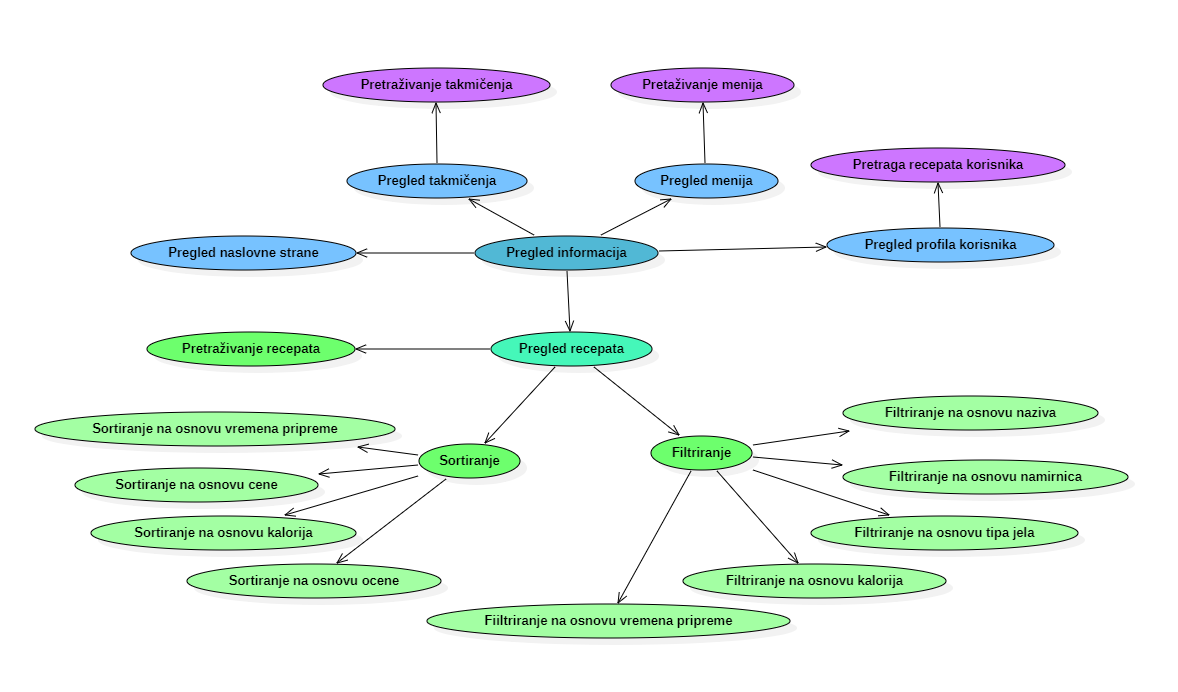 Pretraživanje takmičenja
Pretaživanje menija
Pretraga recepata korisnika
Pregled takmičenja
Pregled menija
Pregled naslovne strane
Pregled informacija
Pregled profila korisnika
Pretraživanje recepata
Pregled recepata
Sortiranje na osnovu vremena pripreme
Sortiranje
Filtriranje
Filtriranje na osnovu naziva
Sortiranje na osnovu cene
Filtriranje na osnovu namirnica
Sortiranje na osnovu kalorija
Filtriranje na osnovu tipa jela
Sortiranje na osnovu ocene
Filtriranje na osnovu kalorija
Fiiltriranje na osnovu vremena pripreme